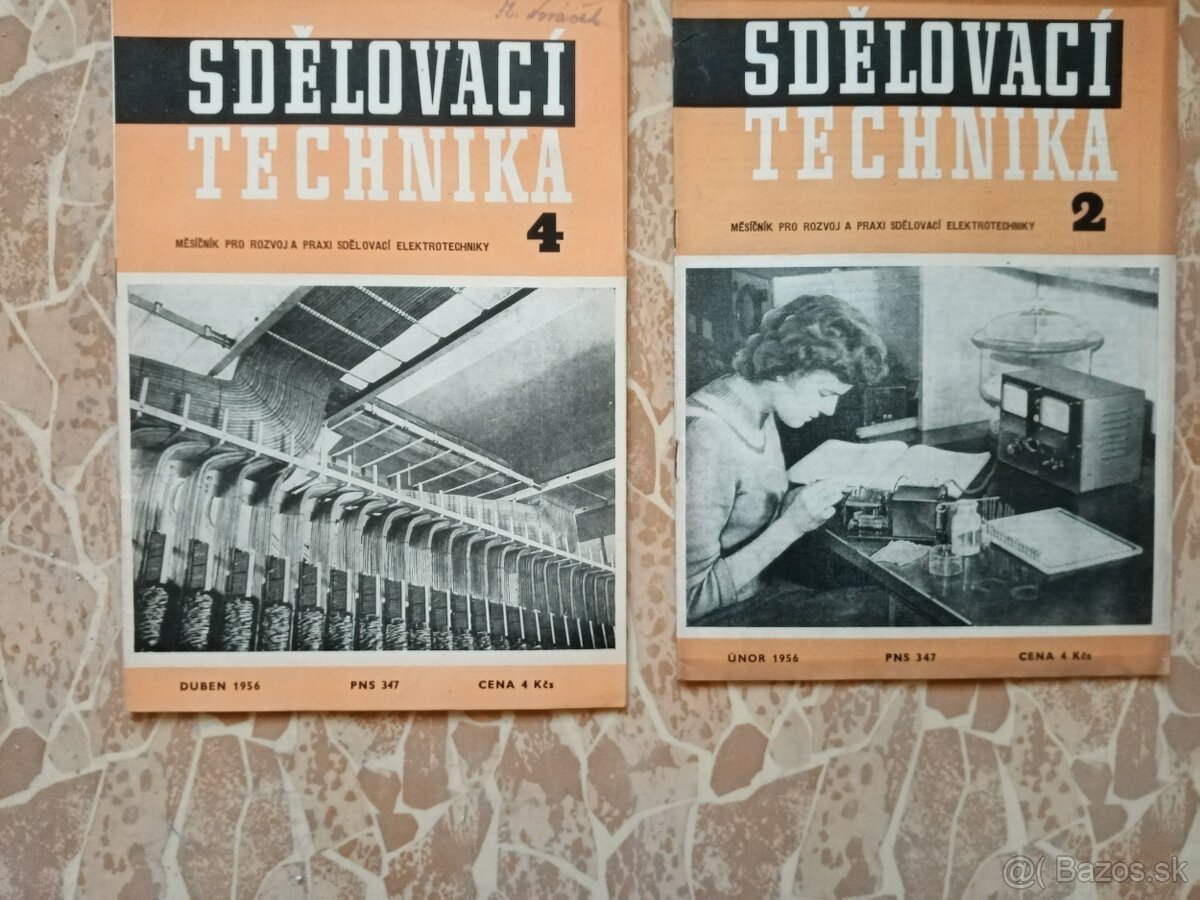 SDĚLOVACÍ
TECHNIKA
4
MĚSÍČNÍK PRO ROZVOJ A PRAXI SDĚLOVACÍ ELEKTROTECHNIKY
DUBEN 1956 PNS 347 CENA 4 Kčs
SDĚLOVACÍ
TECHNIKA
2
MĚSÍČNÍK PRO ROZVOJ A PRAXI SDĚLOVACÍ ELEKTROTECHNIKY
ÚNOR 1956 PNS 347 CENA 4 Kčs
@( Bazos.sk